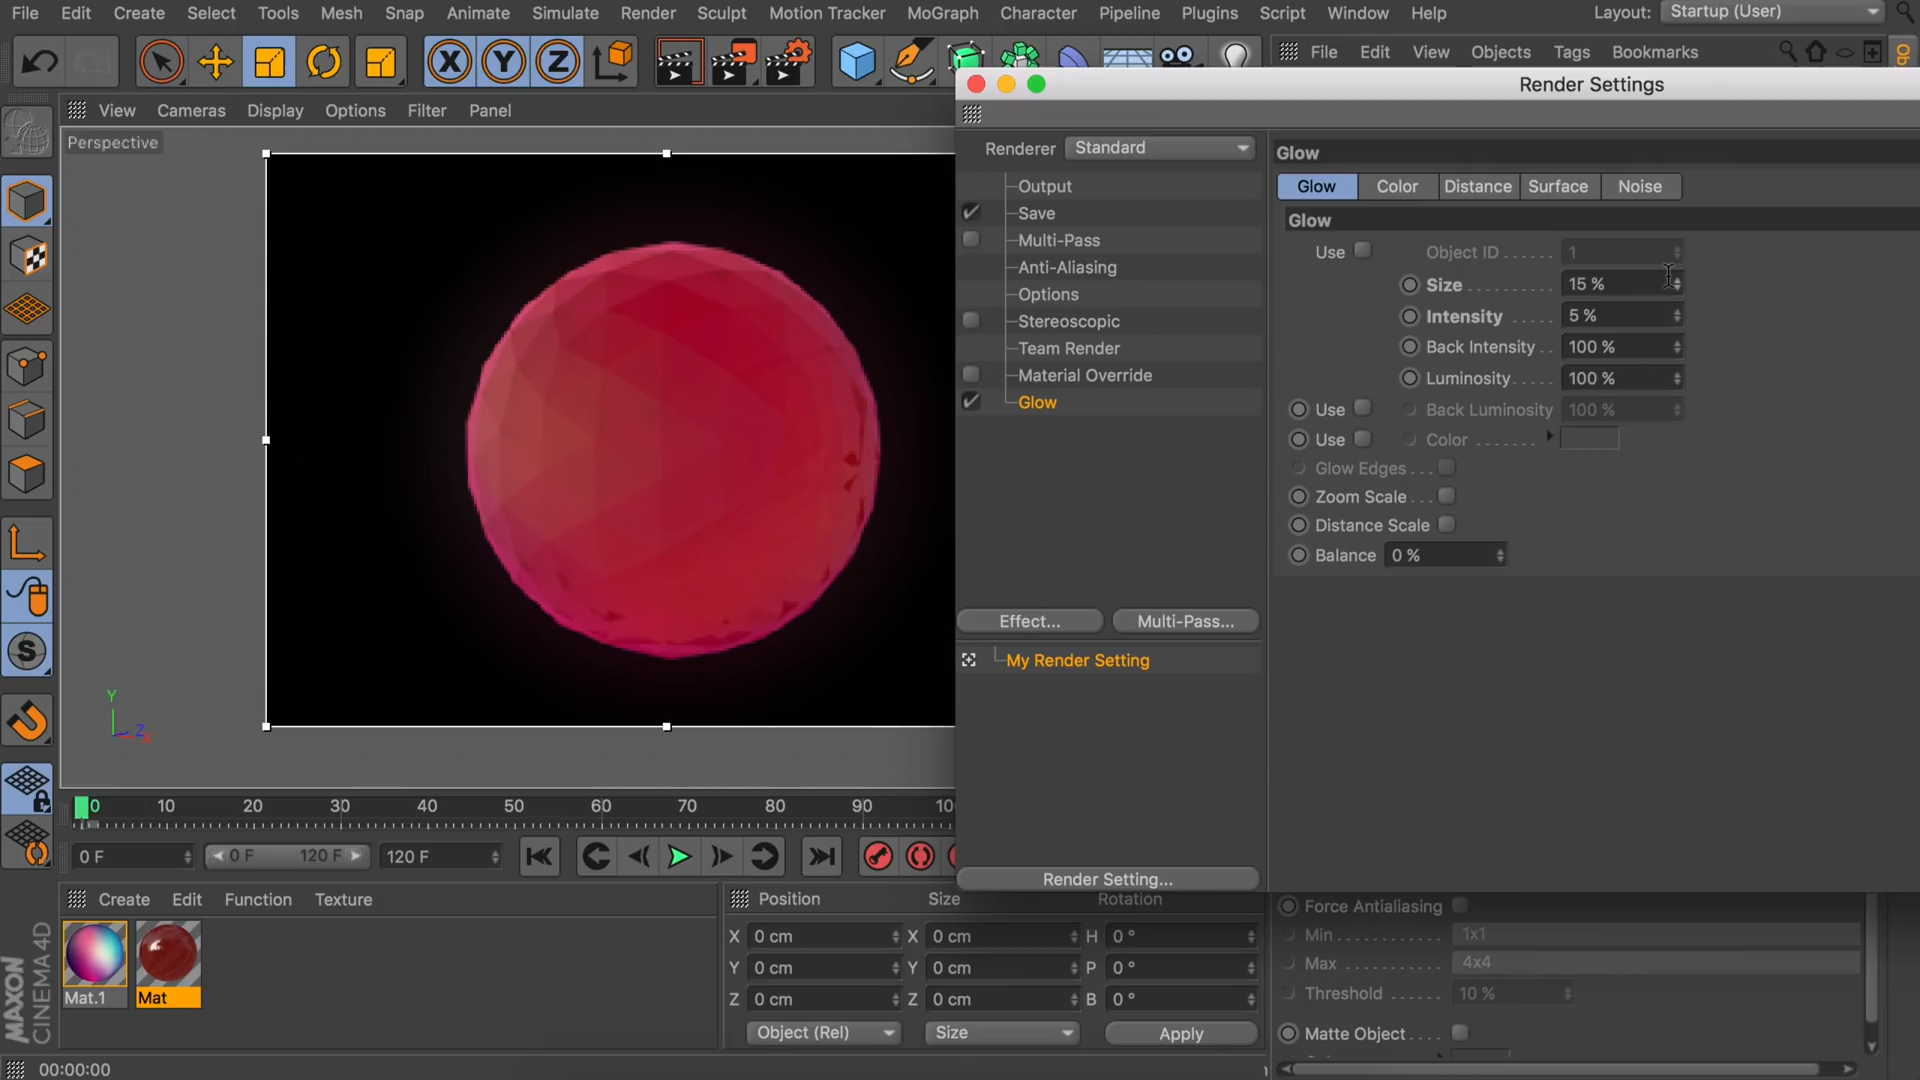 File Edit Create Select Tools Mesh Snap Animate Simulate Render Sculpt Motion Tracker MoGraph Character Pipeline Plugins Script Window Help Layout: Startup (User)
File Edit View Objects Tags Bookmarks
Ob
Render Settings
View Cameras Display Options Filter Panel
Perspective
Renderer Standard
Output
Save
Multi-Pass
Anti-Aliasing
Options
Stereoscopic
Team Render
Material Override
Glow
Effect... Multi-Pass...
My Render Setting
Render Setting...
Glow
Glow Color Distance Surface Noise
Glow
Use Object ID ...... 1
Size .......... 15 %
Intensity ..... 5 %
Back Intensity .. 100 %
Luminosity..... 100 %
Use Back Luminosity 100 %
Use Color .......
Glow Edges ...
Zoom Scale ...
Distance Scale
Balance 0 %
X Y Z
S
Y
Z
X
0 10 20 30 40 50 60 70 80 90 10
0 F 0 F 120 F 120 F
Create Edit Function Texture
Mat.1 Mat
Position Size Rotation
X 0 cm X 0 cm H 0 °
Y 0 cm Y 0 cm P 0 °
Z 0 cm Z 0 cm B 0 °
Object (Rel) Size Apply
Force Antialiasing
Min ............ 1x1
Max ........... 4x4
Threshold ...... 10 %
Matte Object ....
MAXON
CINEMA 4D
00:00:00